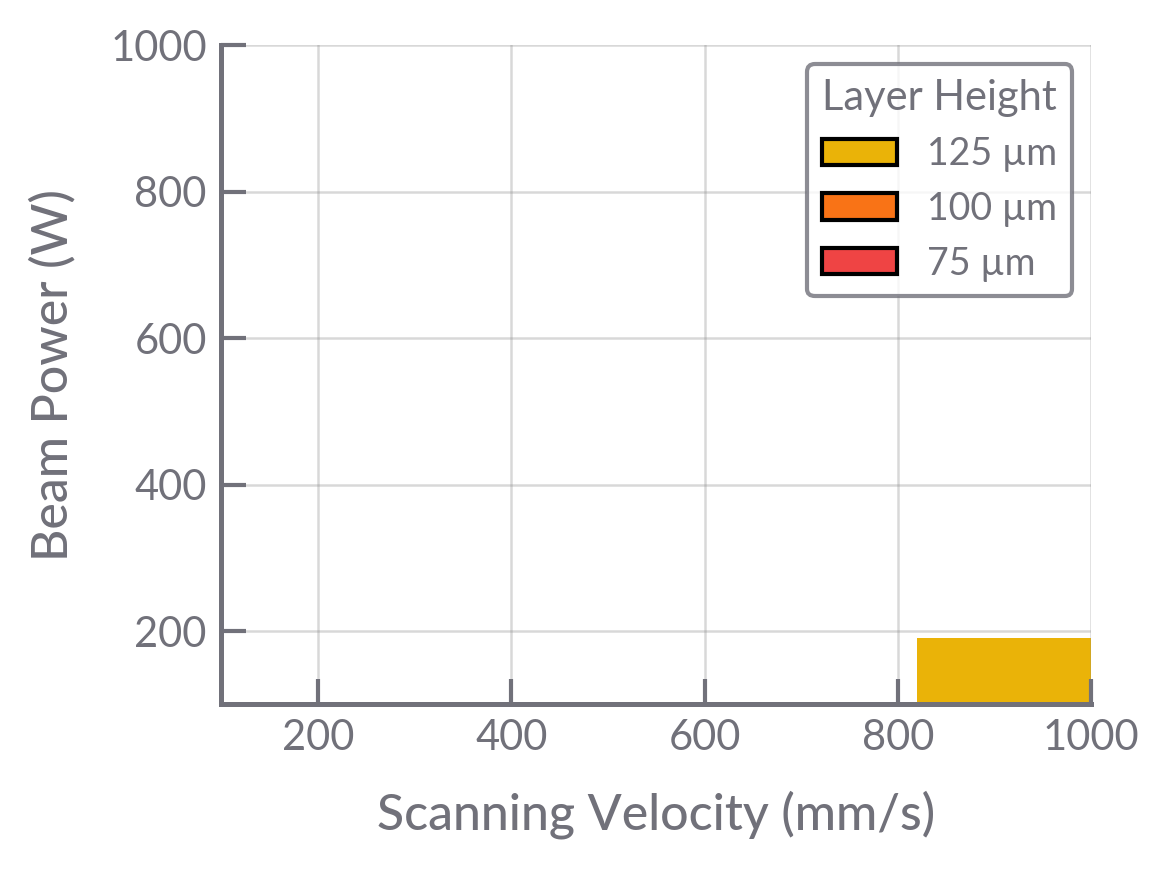 1000
800
600
400
200
Beam Power (W)
Layer Height
125 µm
100 µm
75 µm
200 400 600 800 1000
Scanning Velocity (mm/s)